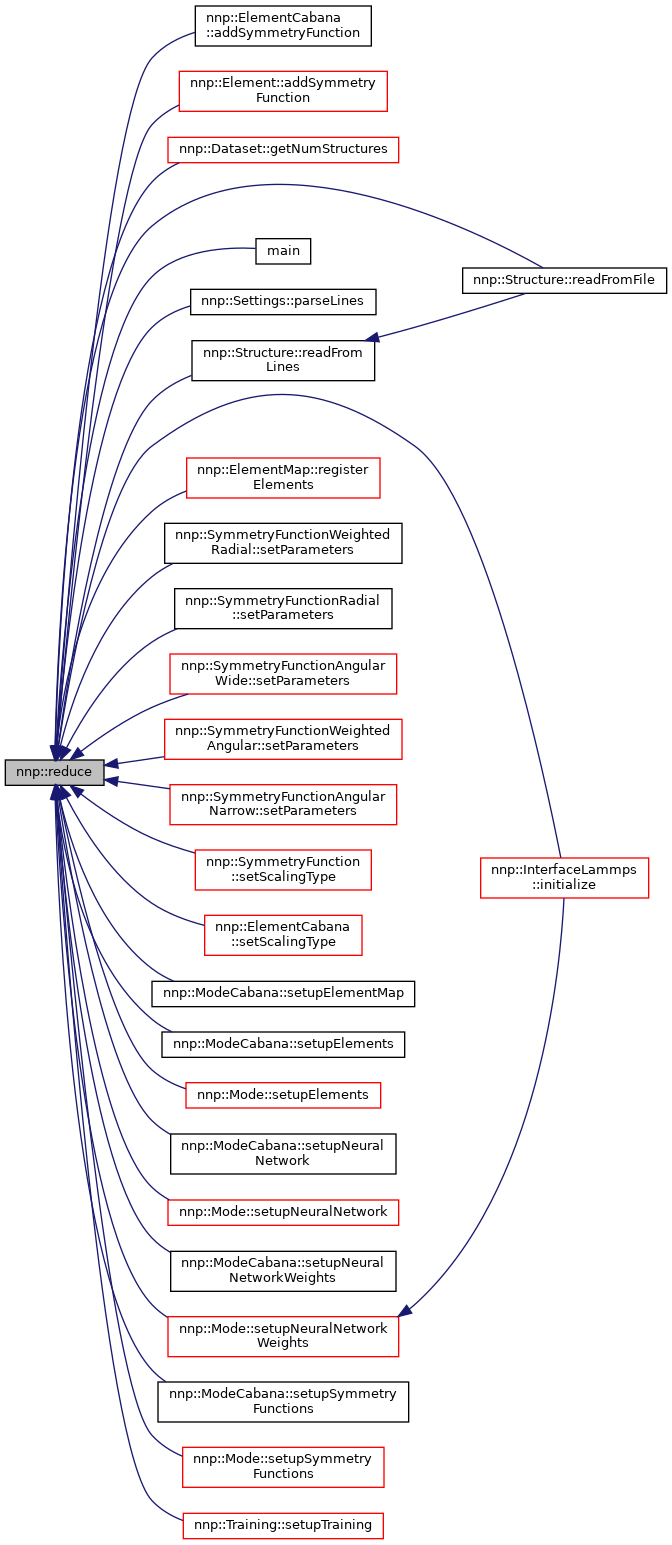 nnp::ElementCabana
::addSymmetryFunction
nnp::Element::addSymmetry
Function
nnp::Dataset::getNumStructures
main
nnp::Structure::readFromFile
nnp::Settings::parseLines
nnp::Structure::readFrom
Lines
nnp::ElementMap::register
Elements
nnp::SymmetryFunctionWeighted
Radial::setParameters
nnp::SymmetryFunctionRadial
::setParameters
nnp::SymmetryFunctionAngular
Wide::setParameters
nnp::SymmetryFunctionWeighted
Angular::setParameters
nnp::reduce
nnp::SymmetryFunctionAngular
Narrow::setParameters
nnp::SymmetryFunction
::setScalingType
nnp::InterfaceLammps
::initialize
nnp::ElementCabana
::setScalingType
nnp::ModeCabana::setupElementMap
nnp::ModeCabana::setupElements
nnp::Mode::setupElements
nnp::ModeCabana::setupNeural
Network
nnp::Mode::setupNeuralNetwork
nnp::ModeCabana::setupNeural
NetworkWeights
nnp::Mode::setupNeuralNetwork
Weights
nnp::ModeCabana::setupSymmetry
Functions
nnp::Mode::setupSymmetry
Functions
nnp::Training::setupTraining